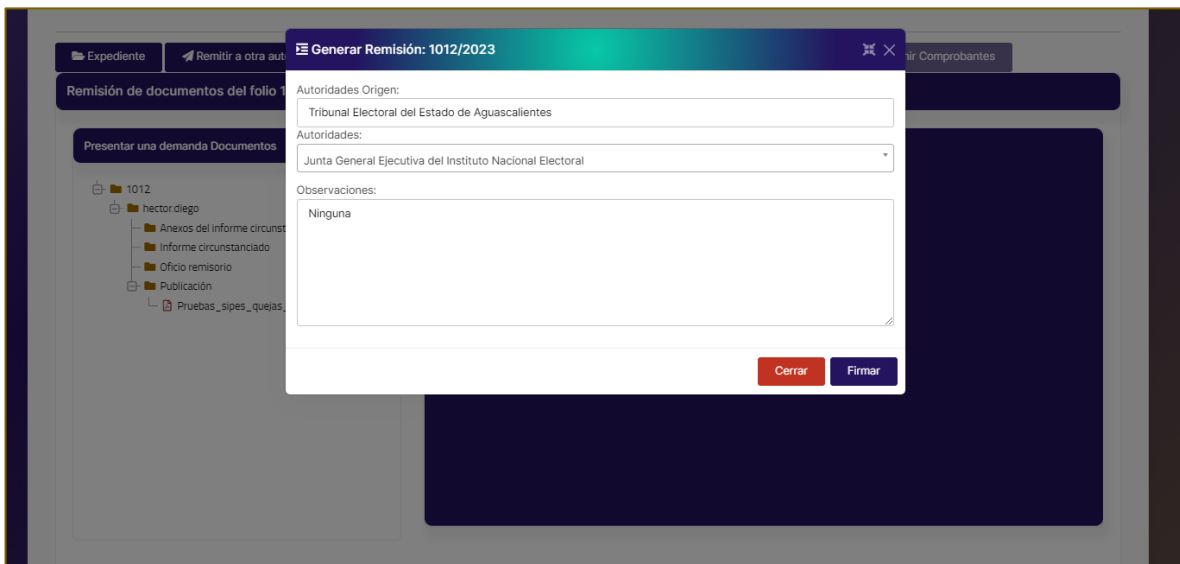 Expediente
Remitir a otra aut
Generar Remisión: 1012/2023
nir Comprobantes
Remisión de documentos del folio 1
Autoridades Origen:
Tribunal Electoral del Estado de Aguascalientes
Autoridades:
Junta General Ejecutiva del Instituto Nacional Electoral
Observaciones:
Ninguna
Presentar una demanda Documentos
1012
hector.diego
Anexos del informe circunst
Informe circunstanciado
Oficio remisorio
Publicación
Pruebas_sipes_quejas_
Cerrar
Firmar